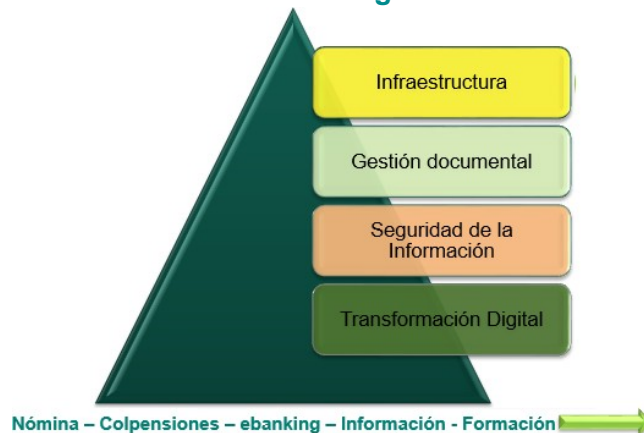 Infraestructura
Gestión documental
Seguridad de la
Información
Transformación Digital
Nómina – Colpensiones – ebanking – Información - Formación